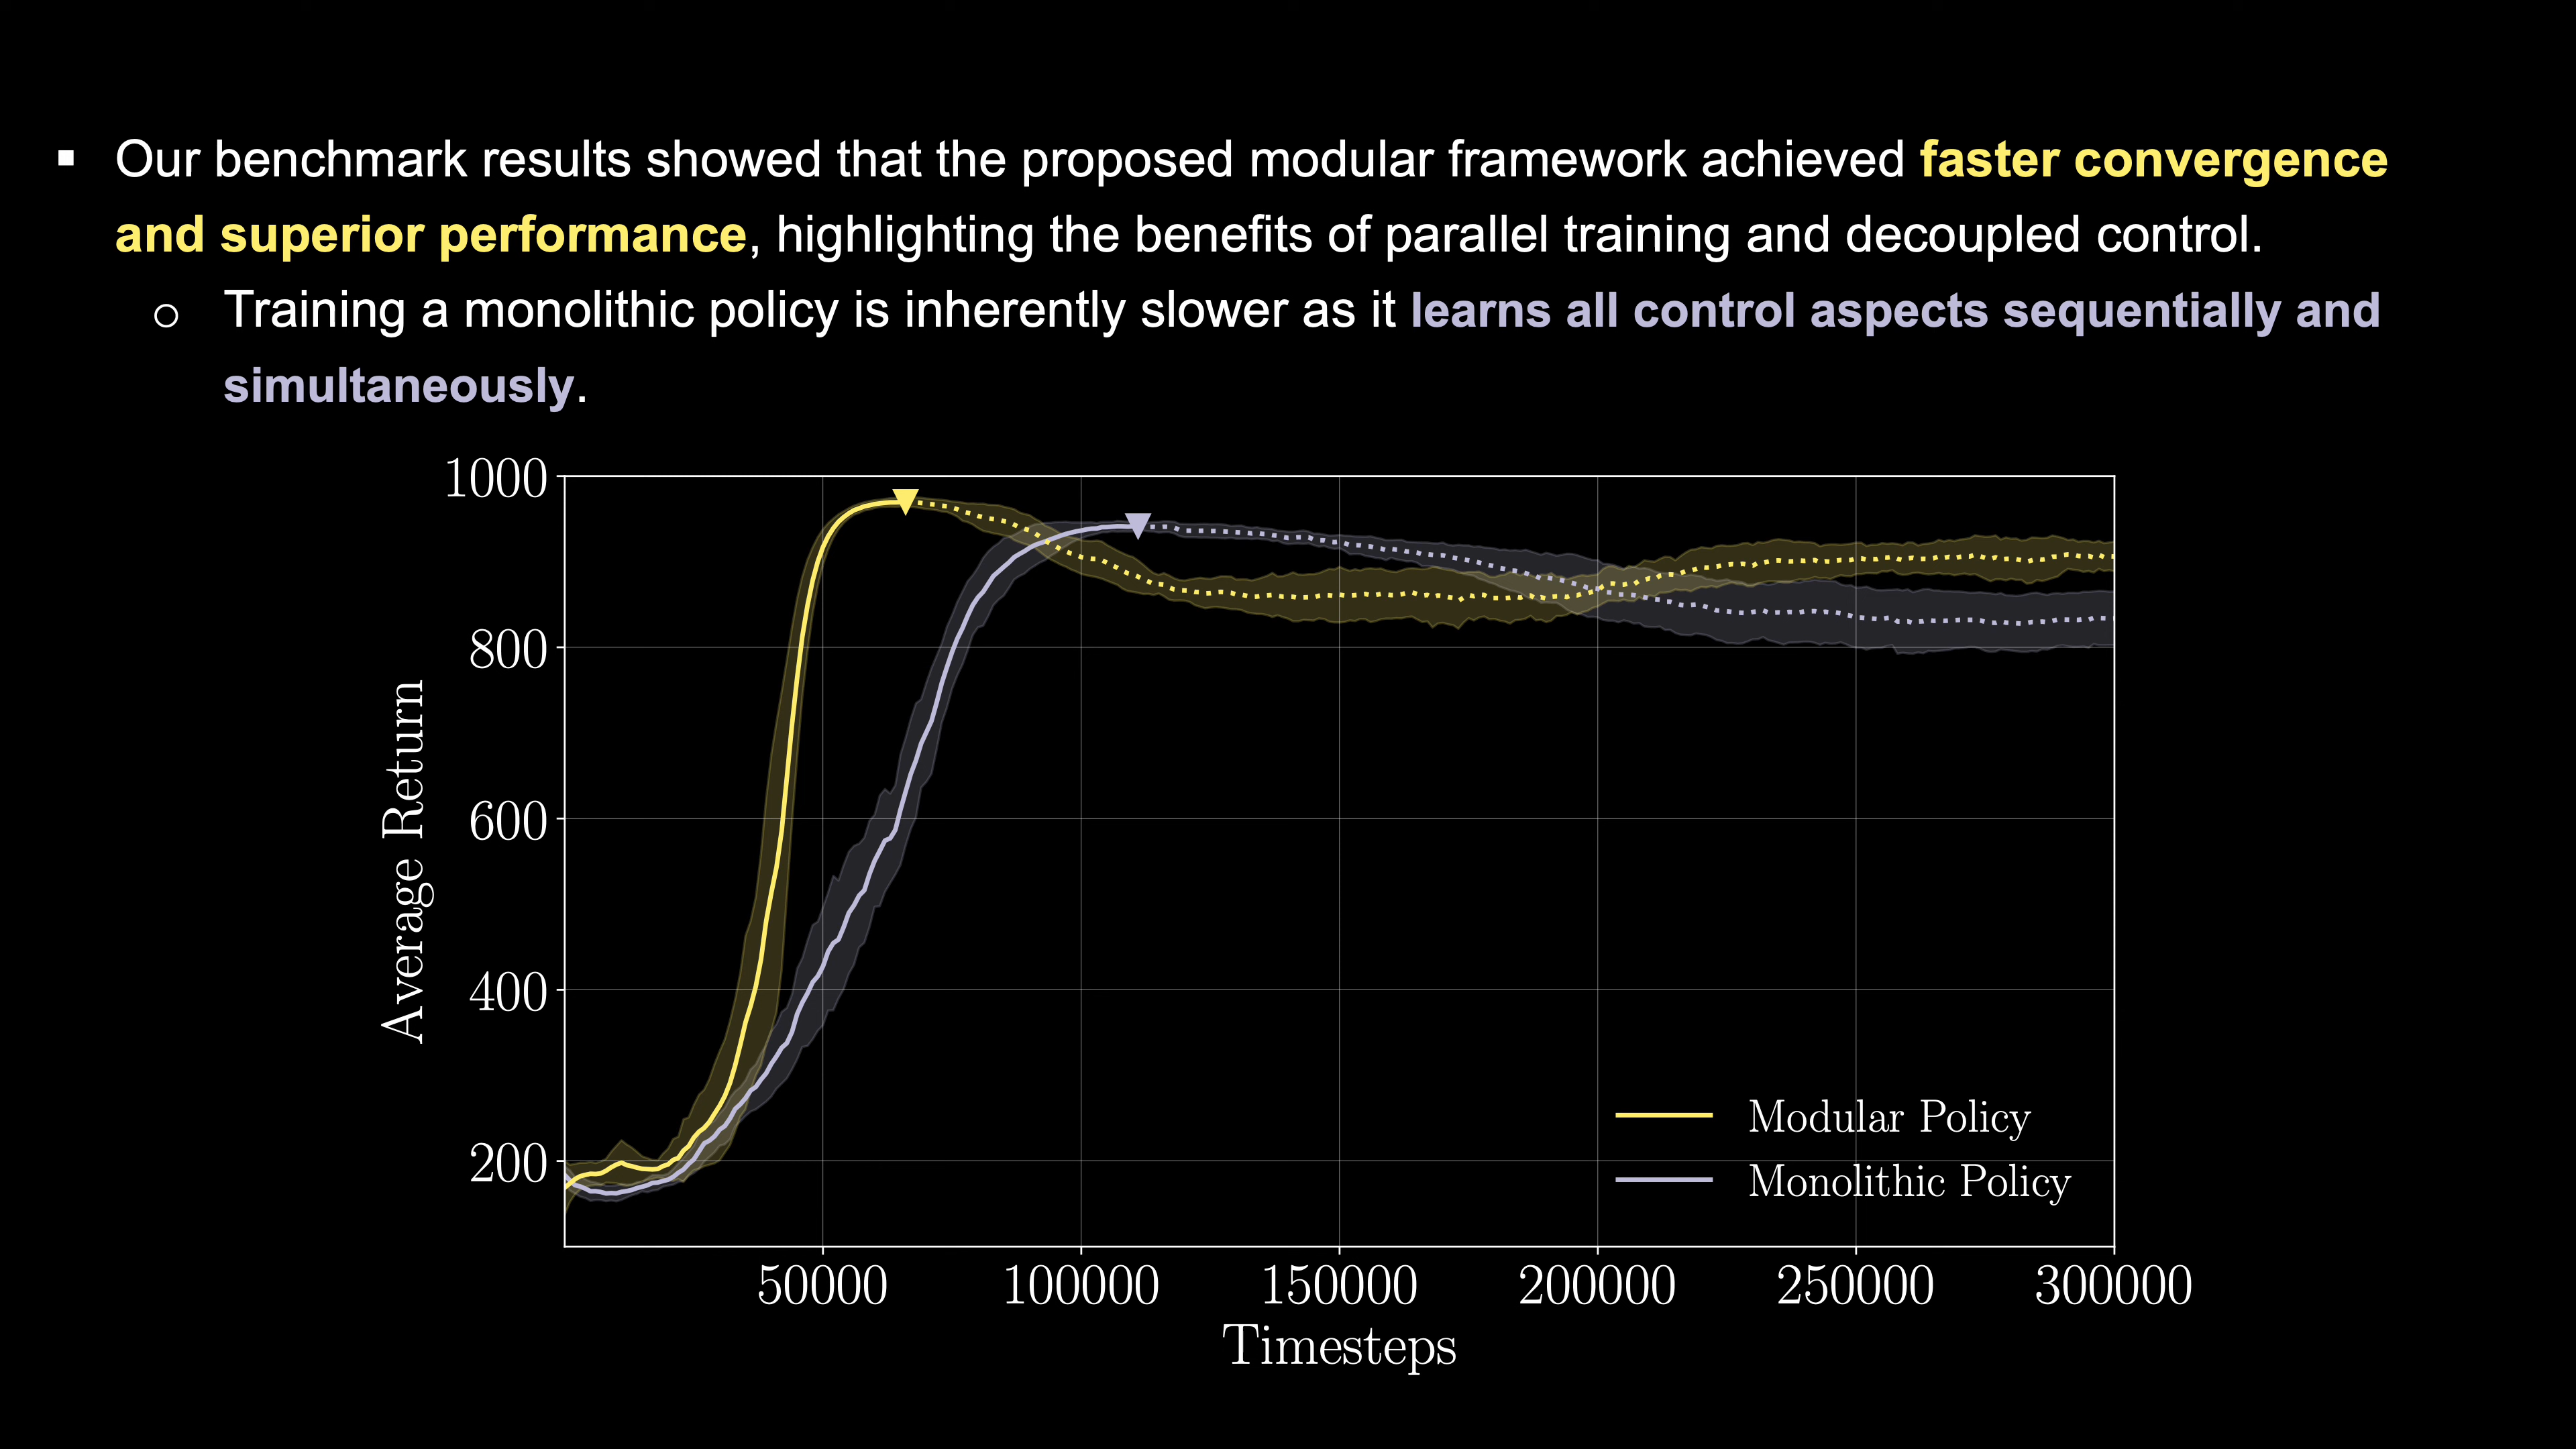 ▪ Our benchmark results showed that the proposed modular framework achieved faster convergence
and superior performance, highlighting the benefits of parallel training and decoupled control.
○ Training a monolithic policy is inherently slower as it learns all control aspects sequentially and
simultaneously.
1000
800
600
400
200
Average Return
50000 100000 150000 200000 250000 300000
Timesteps
Modular Policy
Monolithic Policy